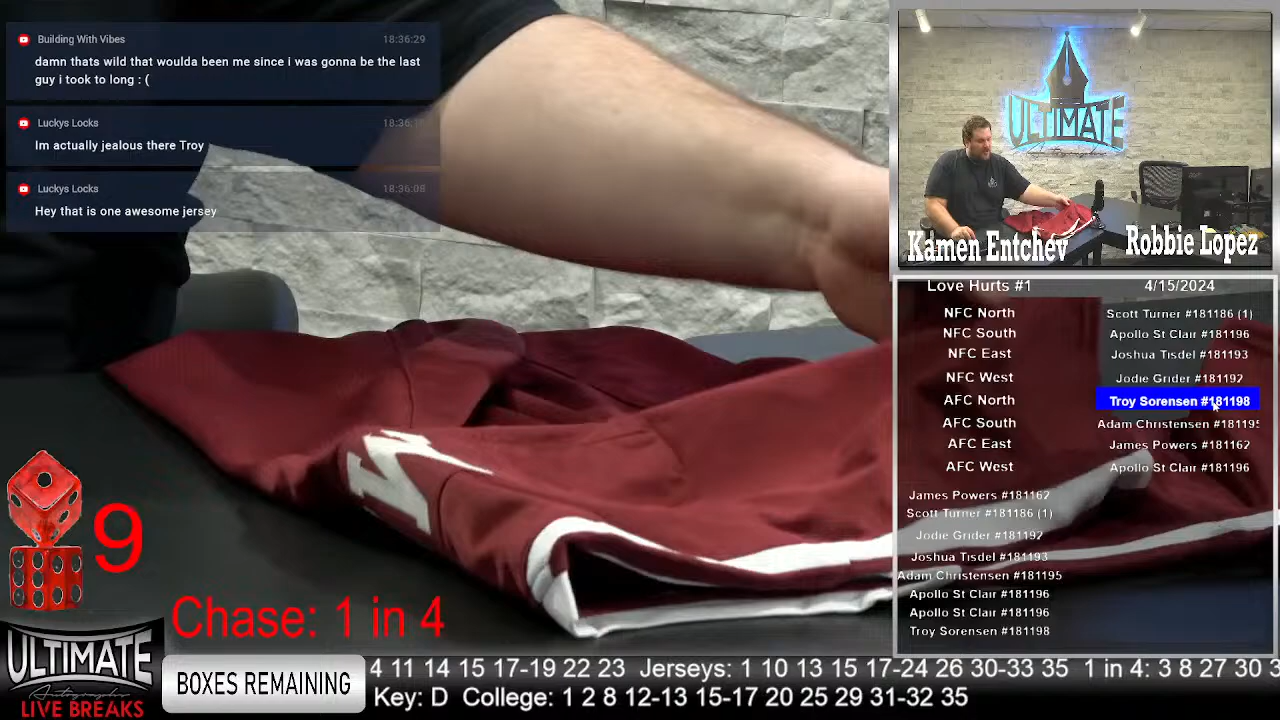 Building With Vibes 18:36:29
damn thats wild that woulda been me since i was gonna be the last
guy i took to long : (
Luckys Locks
Im actually jealous there Troy
Luckys Locks 18:36:08
Hey that is one awesome jersey
ULTIMATE
Kamen Entchev Robbie Lopez
Love Hurts #1 4/15/2024
NFC North Scott Turner #181186 (1)
NFC South Apollo St Clair #181196
NFC East Joshua Tisdel #181193
NFC West Jodie Grider #181192
AFC North Troy Sorensen #181198
AFC South Adam Christensen #18119
AFC East James Powers #181162
AFC West Apollo St Clair #181196
James Powers #181162
Scott Turner #181186 (1)
Jodie Grider #181192
Joshua Tisdel #181193
Adam Christensen #181195
Apollo St Clair #181196
Apollo St Clair #181196
Troy Sorensen #181198
9
Chase: 1 in 4
ULTIMATE
Autographs
LIVE BREAKS
BOXES REMAINING
4 11 14 15 17-19 22 23 Jerseys: 1 10 13 15 17-24 26 30-33 35 1 in 4: 3 8 27 30 3
Key: D College: 1 2 8 12-13 15-17 20 25 29 31-32 35